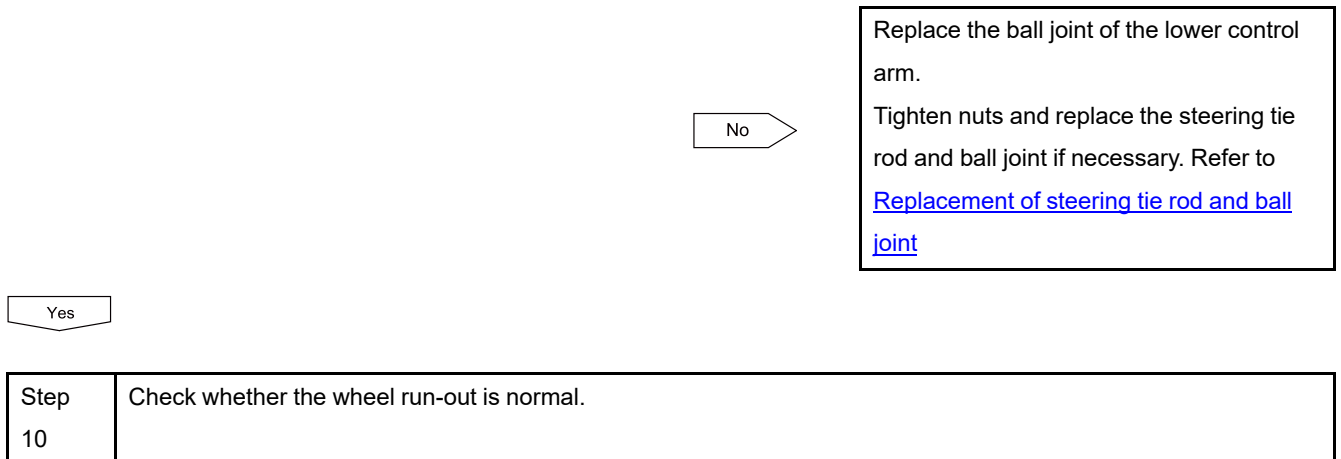 Replace the ball joint of the lower control
arm.
Tighten nuts and replace the steering tie
rod and ball joint if necessary. Refer to
Replacement of steering tie rod and ball
joint
No
Yes
Step
10
Check whether the wheel run-out is normal.